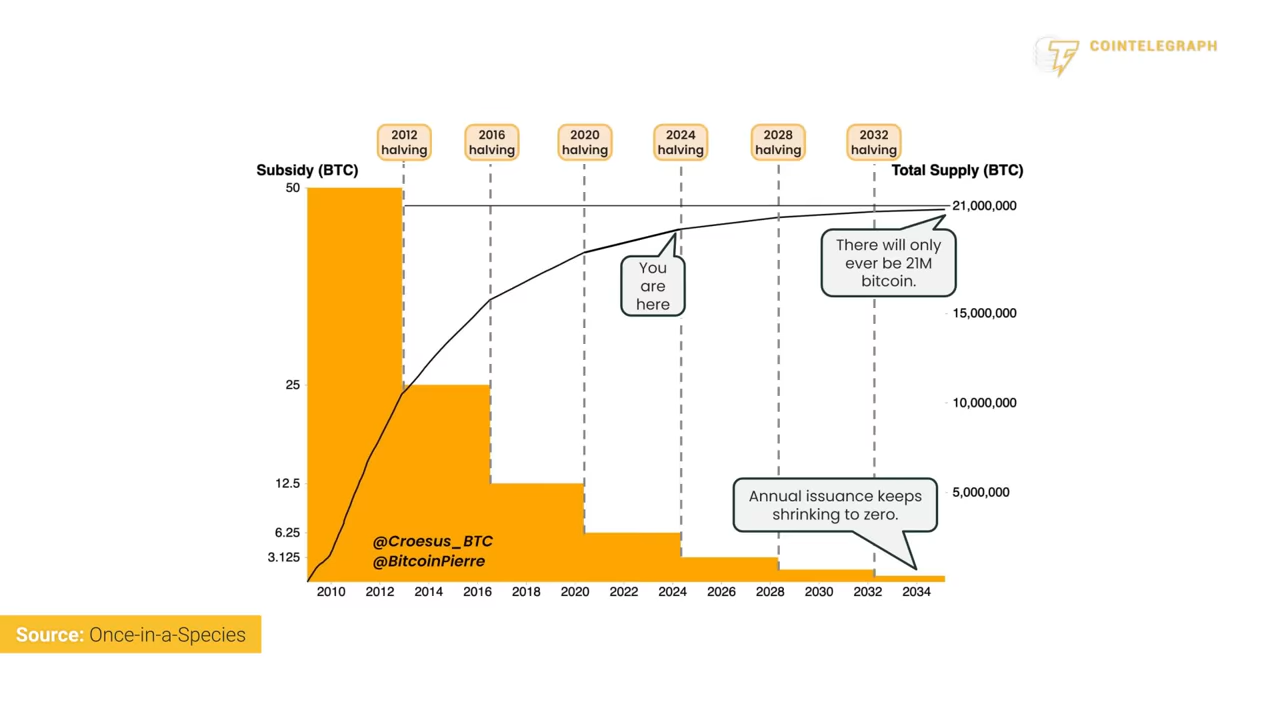 COINTELEGRAPH
2012
halving
2016
halving
2020
halving
2024
halving
2028
halving
2032
halving
Subsidy (BTC)
Total Supply (BTC)
50
25
12.5
6.25
3.125
21,000,000
15,000,000
10,000,000
5,000,000
You
are
here
There will only
ever be 21M
bitcoin.
Annual issuance keeps
shrinking to zero.
@Croesus_BTC
@BitcoinPierre
2010 2012 2014 2016 2018 2020 2022 2024 2026 2028 2030 2032 2034
Source: Once-in-a-Species